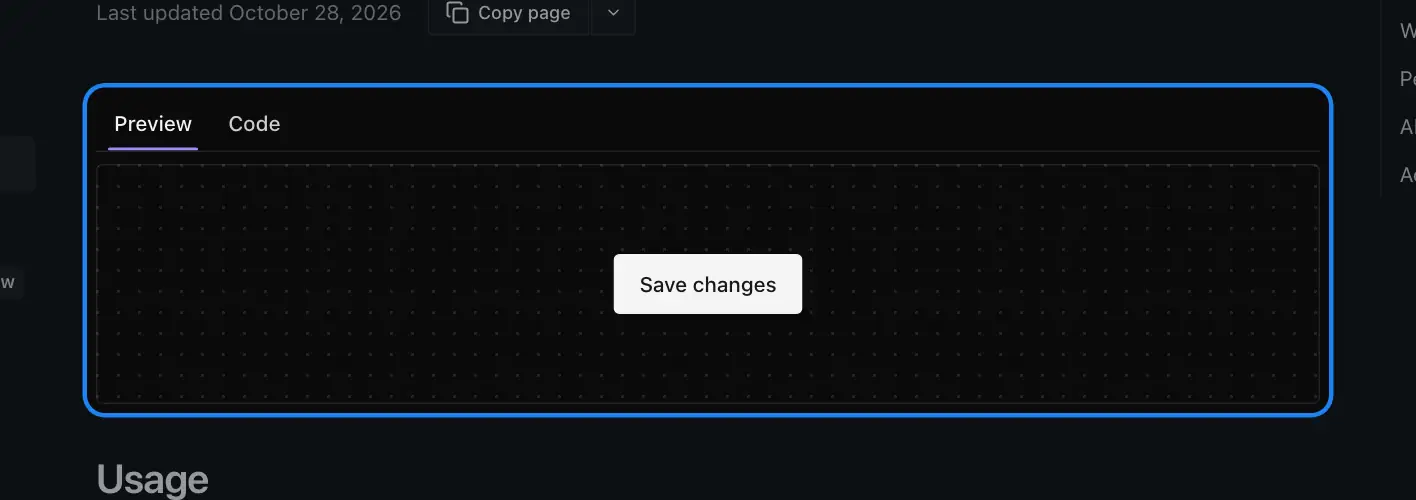 Last updated October 28, 2026
Copy page
Preview
Code
Save changes
Usage